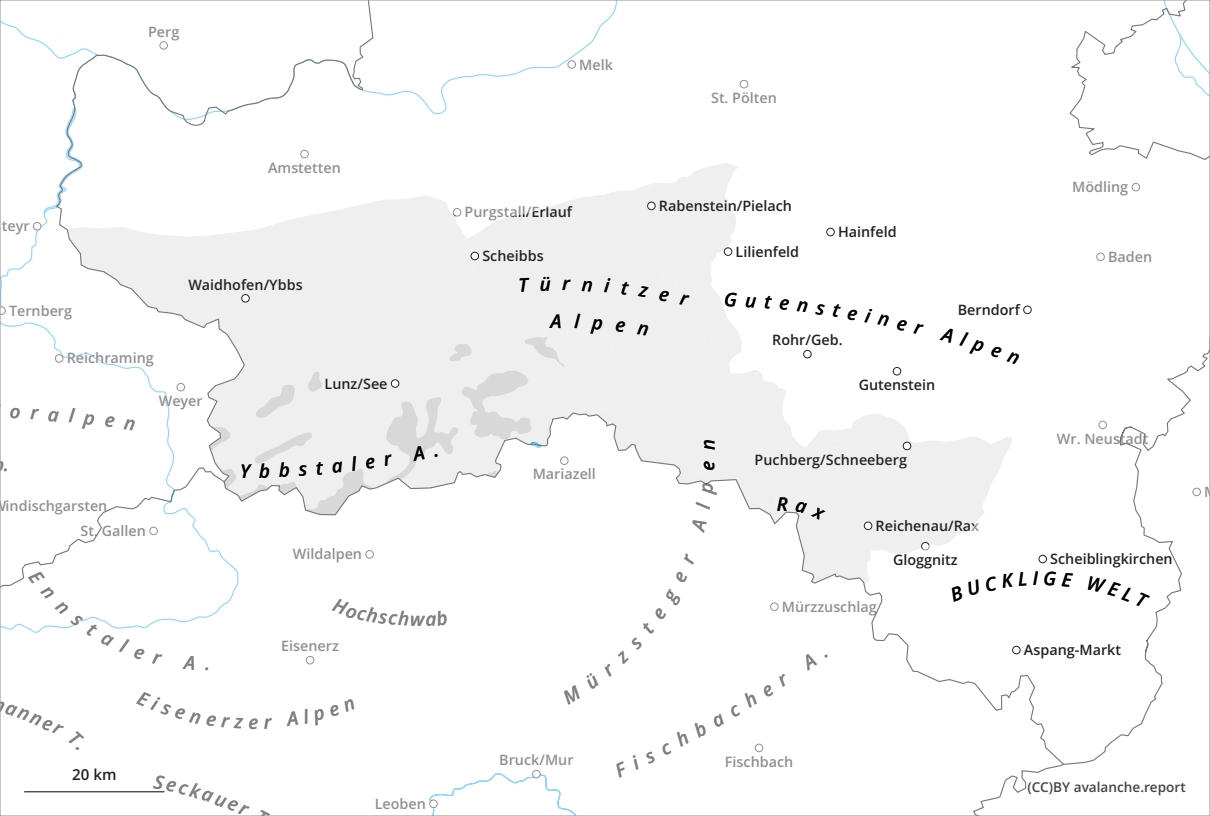 Perg
Melk
St. Pölten
Amstetten
Mödling
Purgstall/Erlauf
Rabenstein/Pielach
Hainfeld
teyr
Scheibbs
Lilienfeld
Baden
Waidhofen/Ybbs
Türnitzer
Alpen
Gutensteiner Alpen
Ternberg
Berndorf
Rohr/Geb.
Reichraming
Gutenstein
Lunz/See
Weyer
oralpen
Wr. Neustadt
Ybbstaler A.
Puchberg/Schneeberg
Mariazell
Windischgarsten
Rax
St. Gallen
Reichenau/Rax
Wildalpen
Gloggnitz
Scheiblingkirchen
BUCKLIGE WELT
Ennstaler A.
Hochschwab
Mürzsteger Alpen
Mürzzuschlag
Eisenerz
Aspang-Markt
Fischbacher A.
Eisenerzer Alpen
anner T.
Bruck/Mur
Fischbach
20 km
Seckauer T
Leoben
(CC)BY avalanche.report